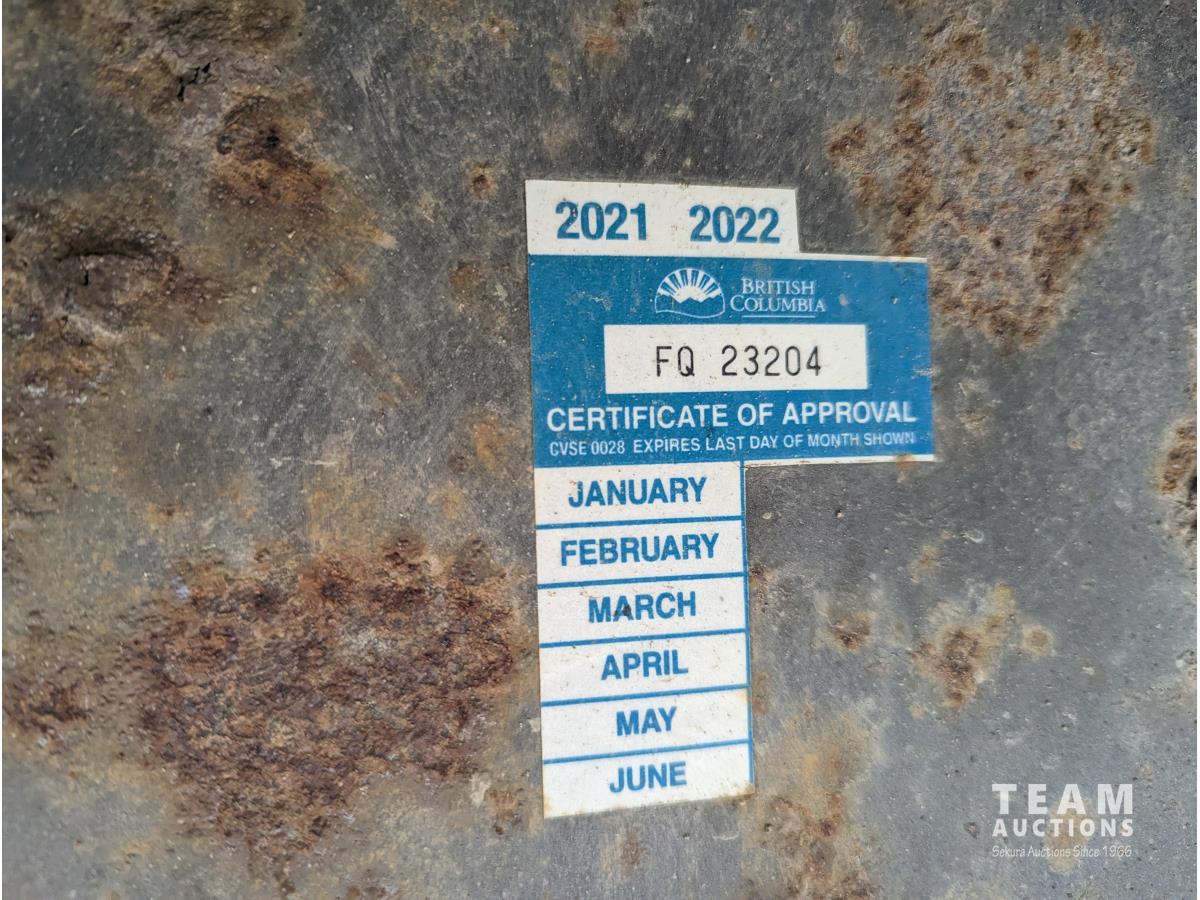 2021 2022
BRITISH
COLUMBIA
FQ 23204
CERTIFICATE OF APPROVAL
CVSE 0028 EXPIRES LAST DAY OF MONTH SHOWN
JANUARY
FEBRUARY
MARCH
APRIL
MAY
JUNE
TEAM
AUCTIONS
Sekura Auctions Since 1966